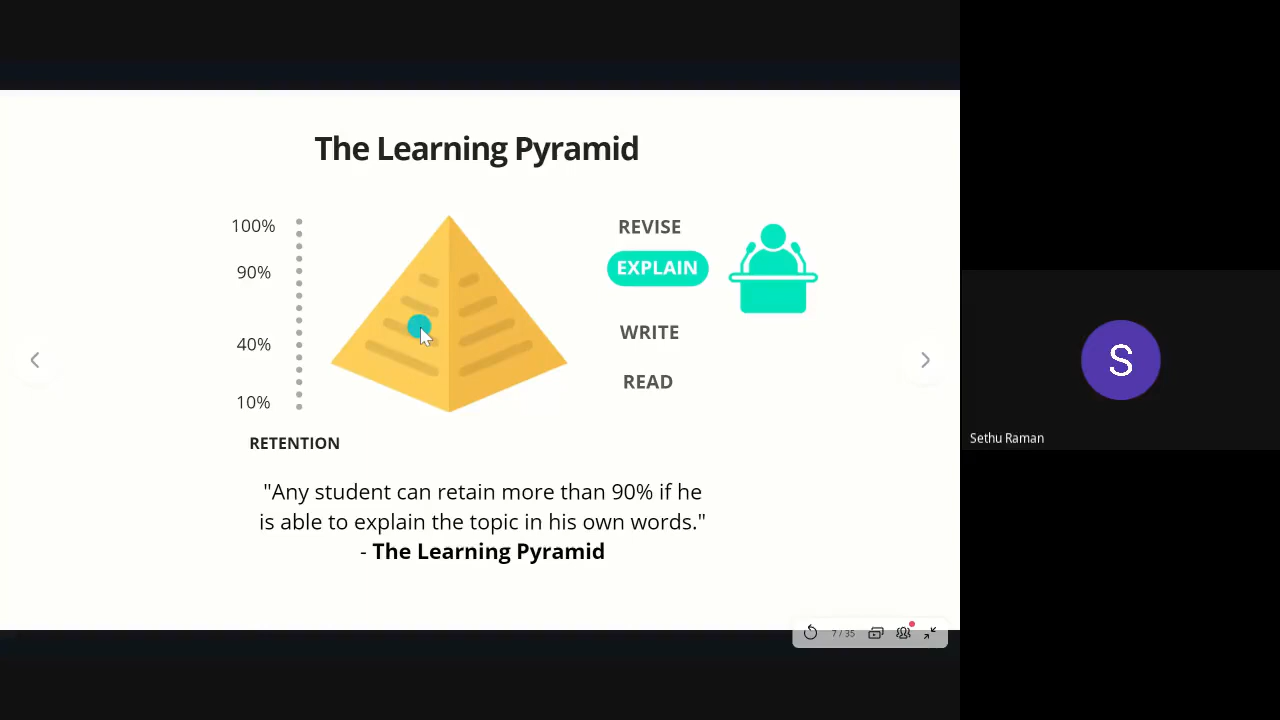 The Learning Pyramid
100%
90%
40%
10%
RETENTION
REVISE
EXPLAIN
WRITE
READ
"Any student can retain more than 90% if he
is able to explain the topic in his own words."
- The Learning Pyramid
7 / 35
S
Sethu Raman